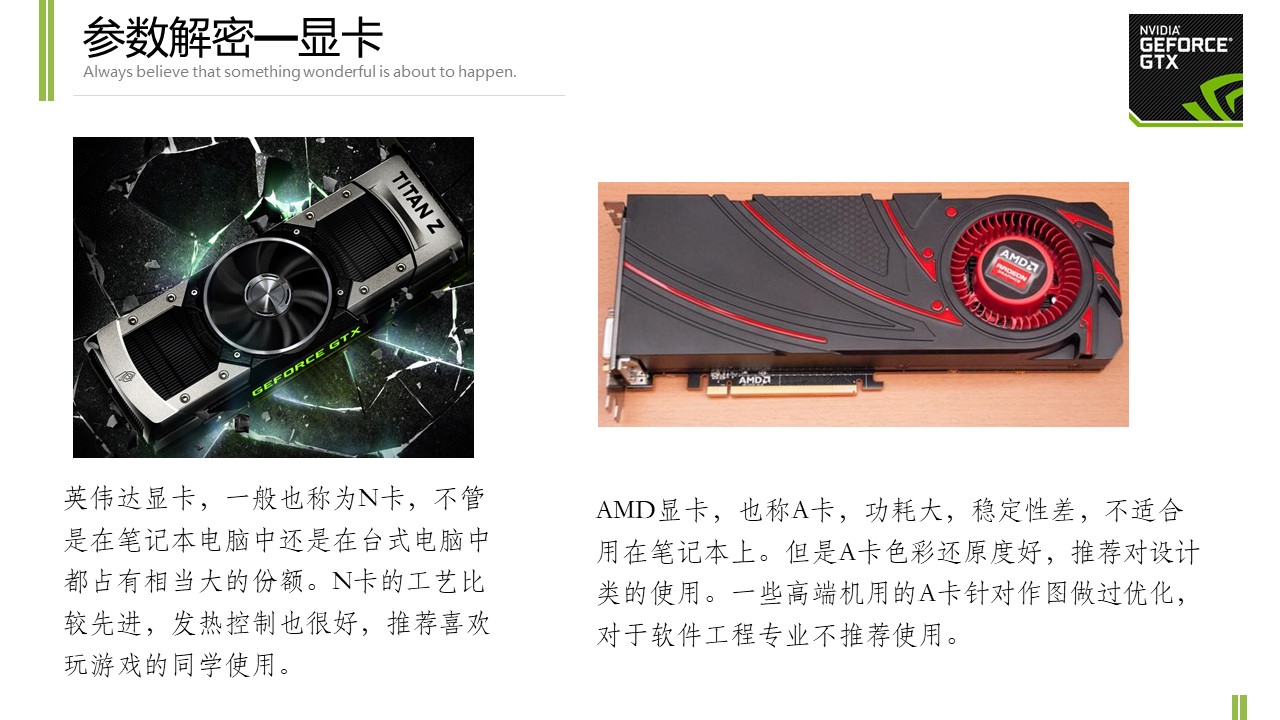 参数解密—显卡
Always believe that something wonderful is about to happen.
NVIDIA
GEFORCE
GTX
TITAN Z
GEFORCE GTX
AMD
RADEON
GRAPHICS
AMD
英伟达显卡，一般也称为N卡，不管
是在笔记本电脑中还是在台式电脑中
都占有相当大的份额。N卡的工艺比
较先进，发热控制也很好，推荐喜欢
玩游戏的同学使用。
AMD显卡，也称A卡，功耗大，稳定性差，不适合
用在笔记本上。但是A卡色彩还原度好，推荐对设计
类的使用。一些高端机用的A卡针对作图做过优化，
对于软件工程专业不推荐使用。